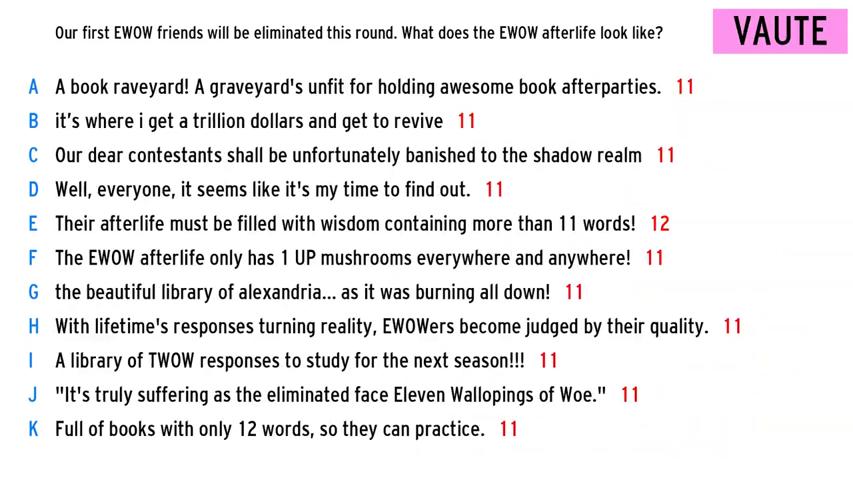 Our first EWOW friends will be eliminated this round. What does the EWOW afterlife look like?
VAUTE
A A book raveyard! A graveyard's unfit for holding awesome book afterparties. 11
B it's where i get a trillion dollars and get to revive 11
C Our dear contestants shall be unfortunately banished to the shadow realm 11
D Well, everyone, it seems like it's my time to find out. 11
E Their afterlife must be filled with wisdom containing more than 11 words! 12
F The EWOW afterlife only has 1 UP mushrooms everywhere and anywhere! 11
G the beautiful library of alexandria... as it was burning all down! 11
H With lifetime's responses turning reality, EWOWers become judged by their quality. 11
I A library of TWOW responses to study for the next season!!! 11
J "It's truly suffering as the eliminated face Eleven Wallopings of Woe." 11
K Full of books with only 12 words, so they can practice. 11